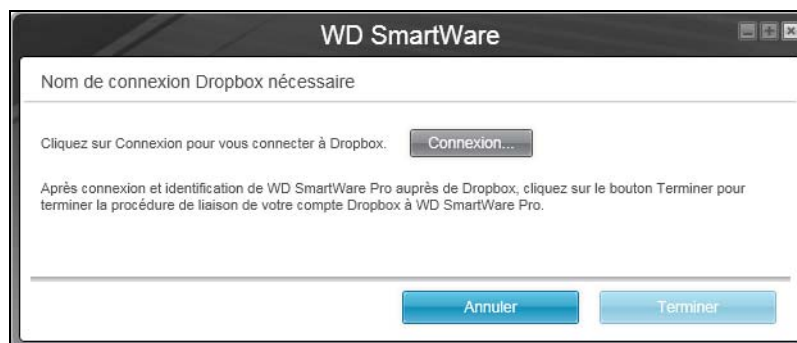 WD SmartWare
Nom de connexion Dropbox nécessaire
Cliquez sur Connexion pour vous connecter à Dropbox.
Connexion...
Après connexion et identification de WD SmartWare Pro auprès de Dropbox, cliquez sur le bouton Terminer pour
terminer la procédure de liaison de votre compte Dropbox à WD SmartWare Pro.
Annuler
Terminer